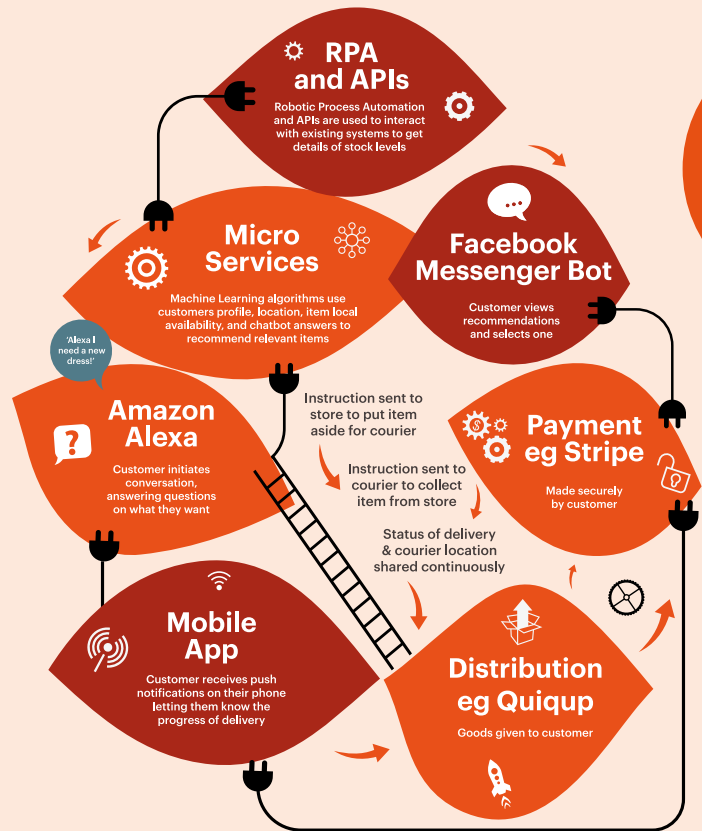 RPA
and APIs
Robotic Process Automation
and APIs are used to interact
with existing systems to get
details of stock levels
Micro
Services
Machine Learning algorithms use
customers profile, location, item local
availability, and chatbot answers to
recommend relevant items
Facebook
Messenger Bot
Customer views
recommendations
and selects one
'Alexa I
need a new
dress!'
Amazon
Alexa
Customer initiates
conversation,
answering questions
on what they want
Instruction sent to
store to put item
aside for courier
Instruction sent to
courier to collect
item from store
Status of delivery
& courier location
shared continuously
Payment
eg Stripe
Made securely
by customer
Mobile
App
Customer receives push
notifications on their phone
letting them know the
progress of delivery
Distribution
eg Quiqup
Goods given to customer